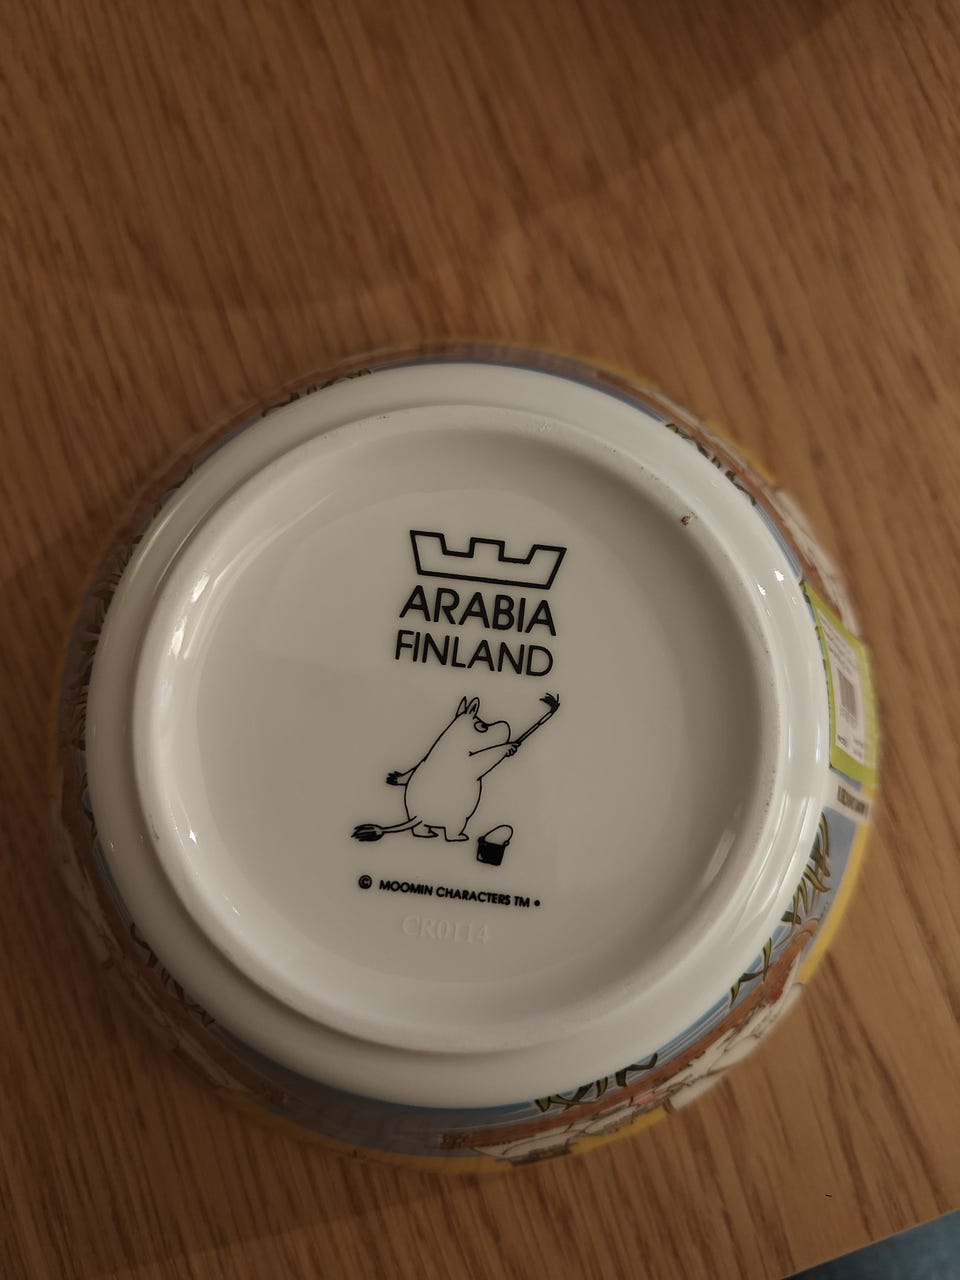 ARABIA
FINLAND
© MOOMIN CHARACTERS TM •
CR0114